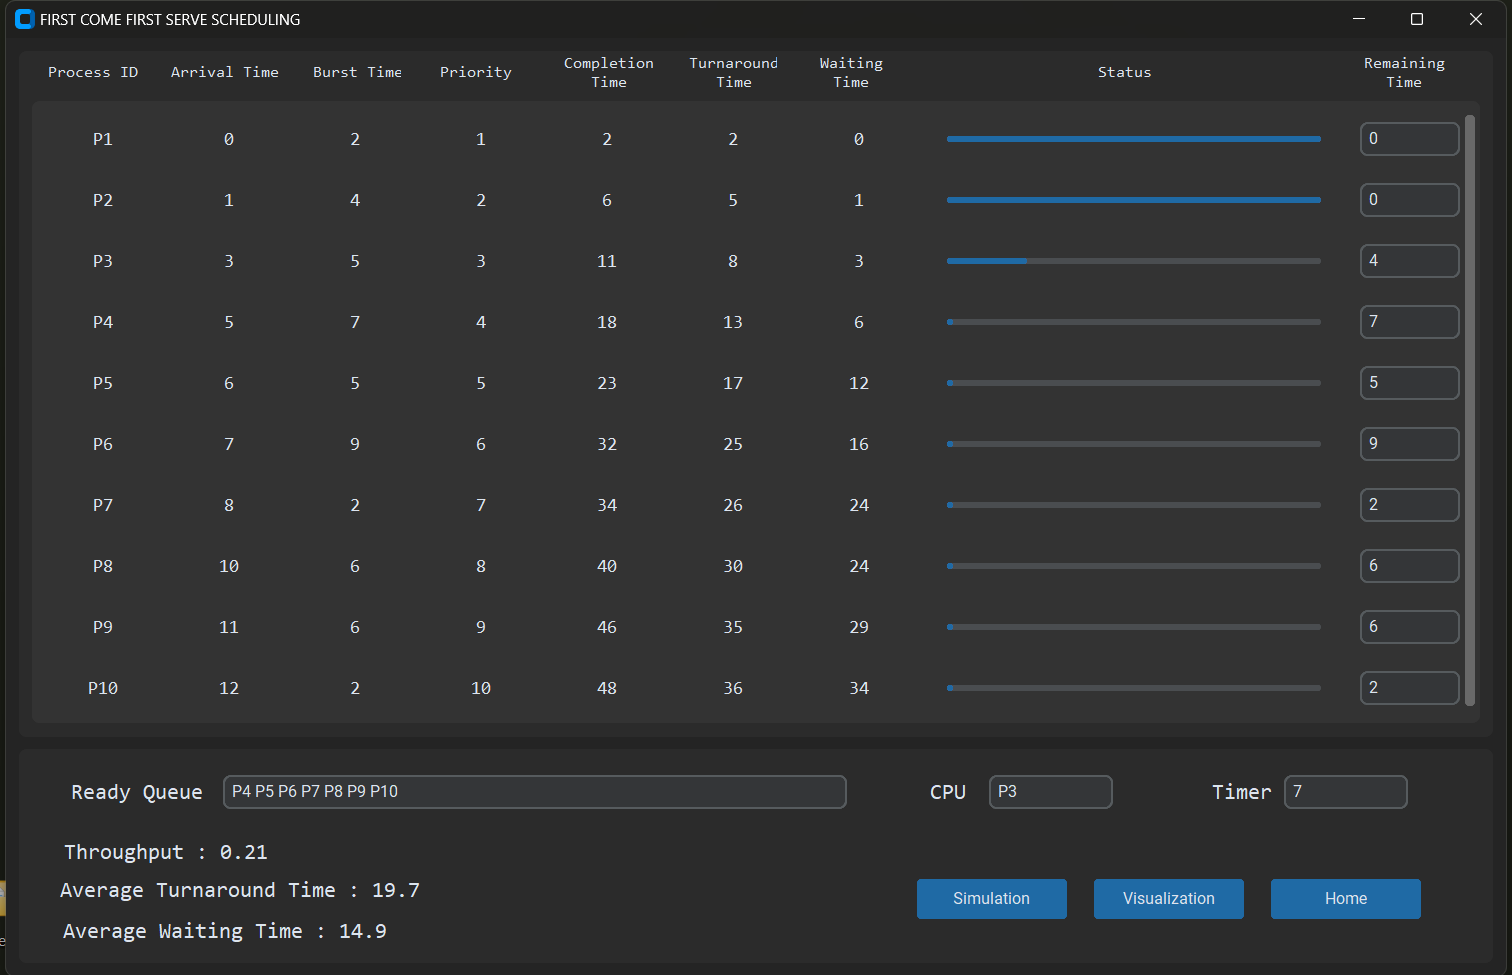 FIRST COME FIRST SERVE SCHEDULING
Process ID Arrival Time Burst Time Priority Completion Time Turnaround Time Waiting Time Status Remaining Time
P1 0 2 1 2 2 0 0
P2 1 4 2 6 5 1 0
P3 3 5 3 11 8 3 4
P4 5 7 4 18 13 6 7
P5 6 5 5 23 17 12 5
P6 7 9 6 32 25 16 9
P7 8 2 7 34 26 24 2
P8 10 6 8 40 30 24 6
P9 11 6 9 46 35 29 6
P10 12 2 10 48 36 34 2
Ready Queue P4 P5 P6 P7 P8 P9 P10 CPU P3 Timer 7
Throughput : 0.21
Average Turnaround Time : 19.7
Simulation Visualization Home
Average Waiting Time : 14.9